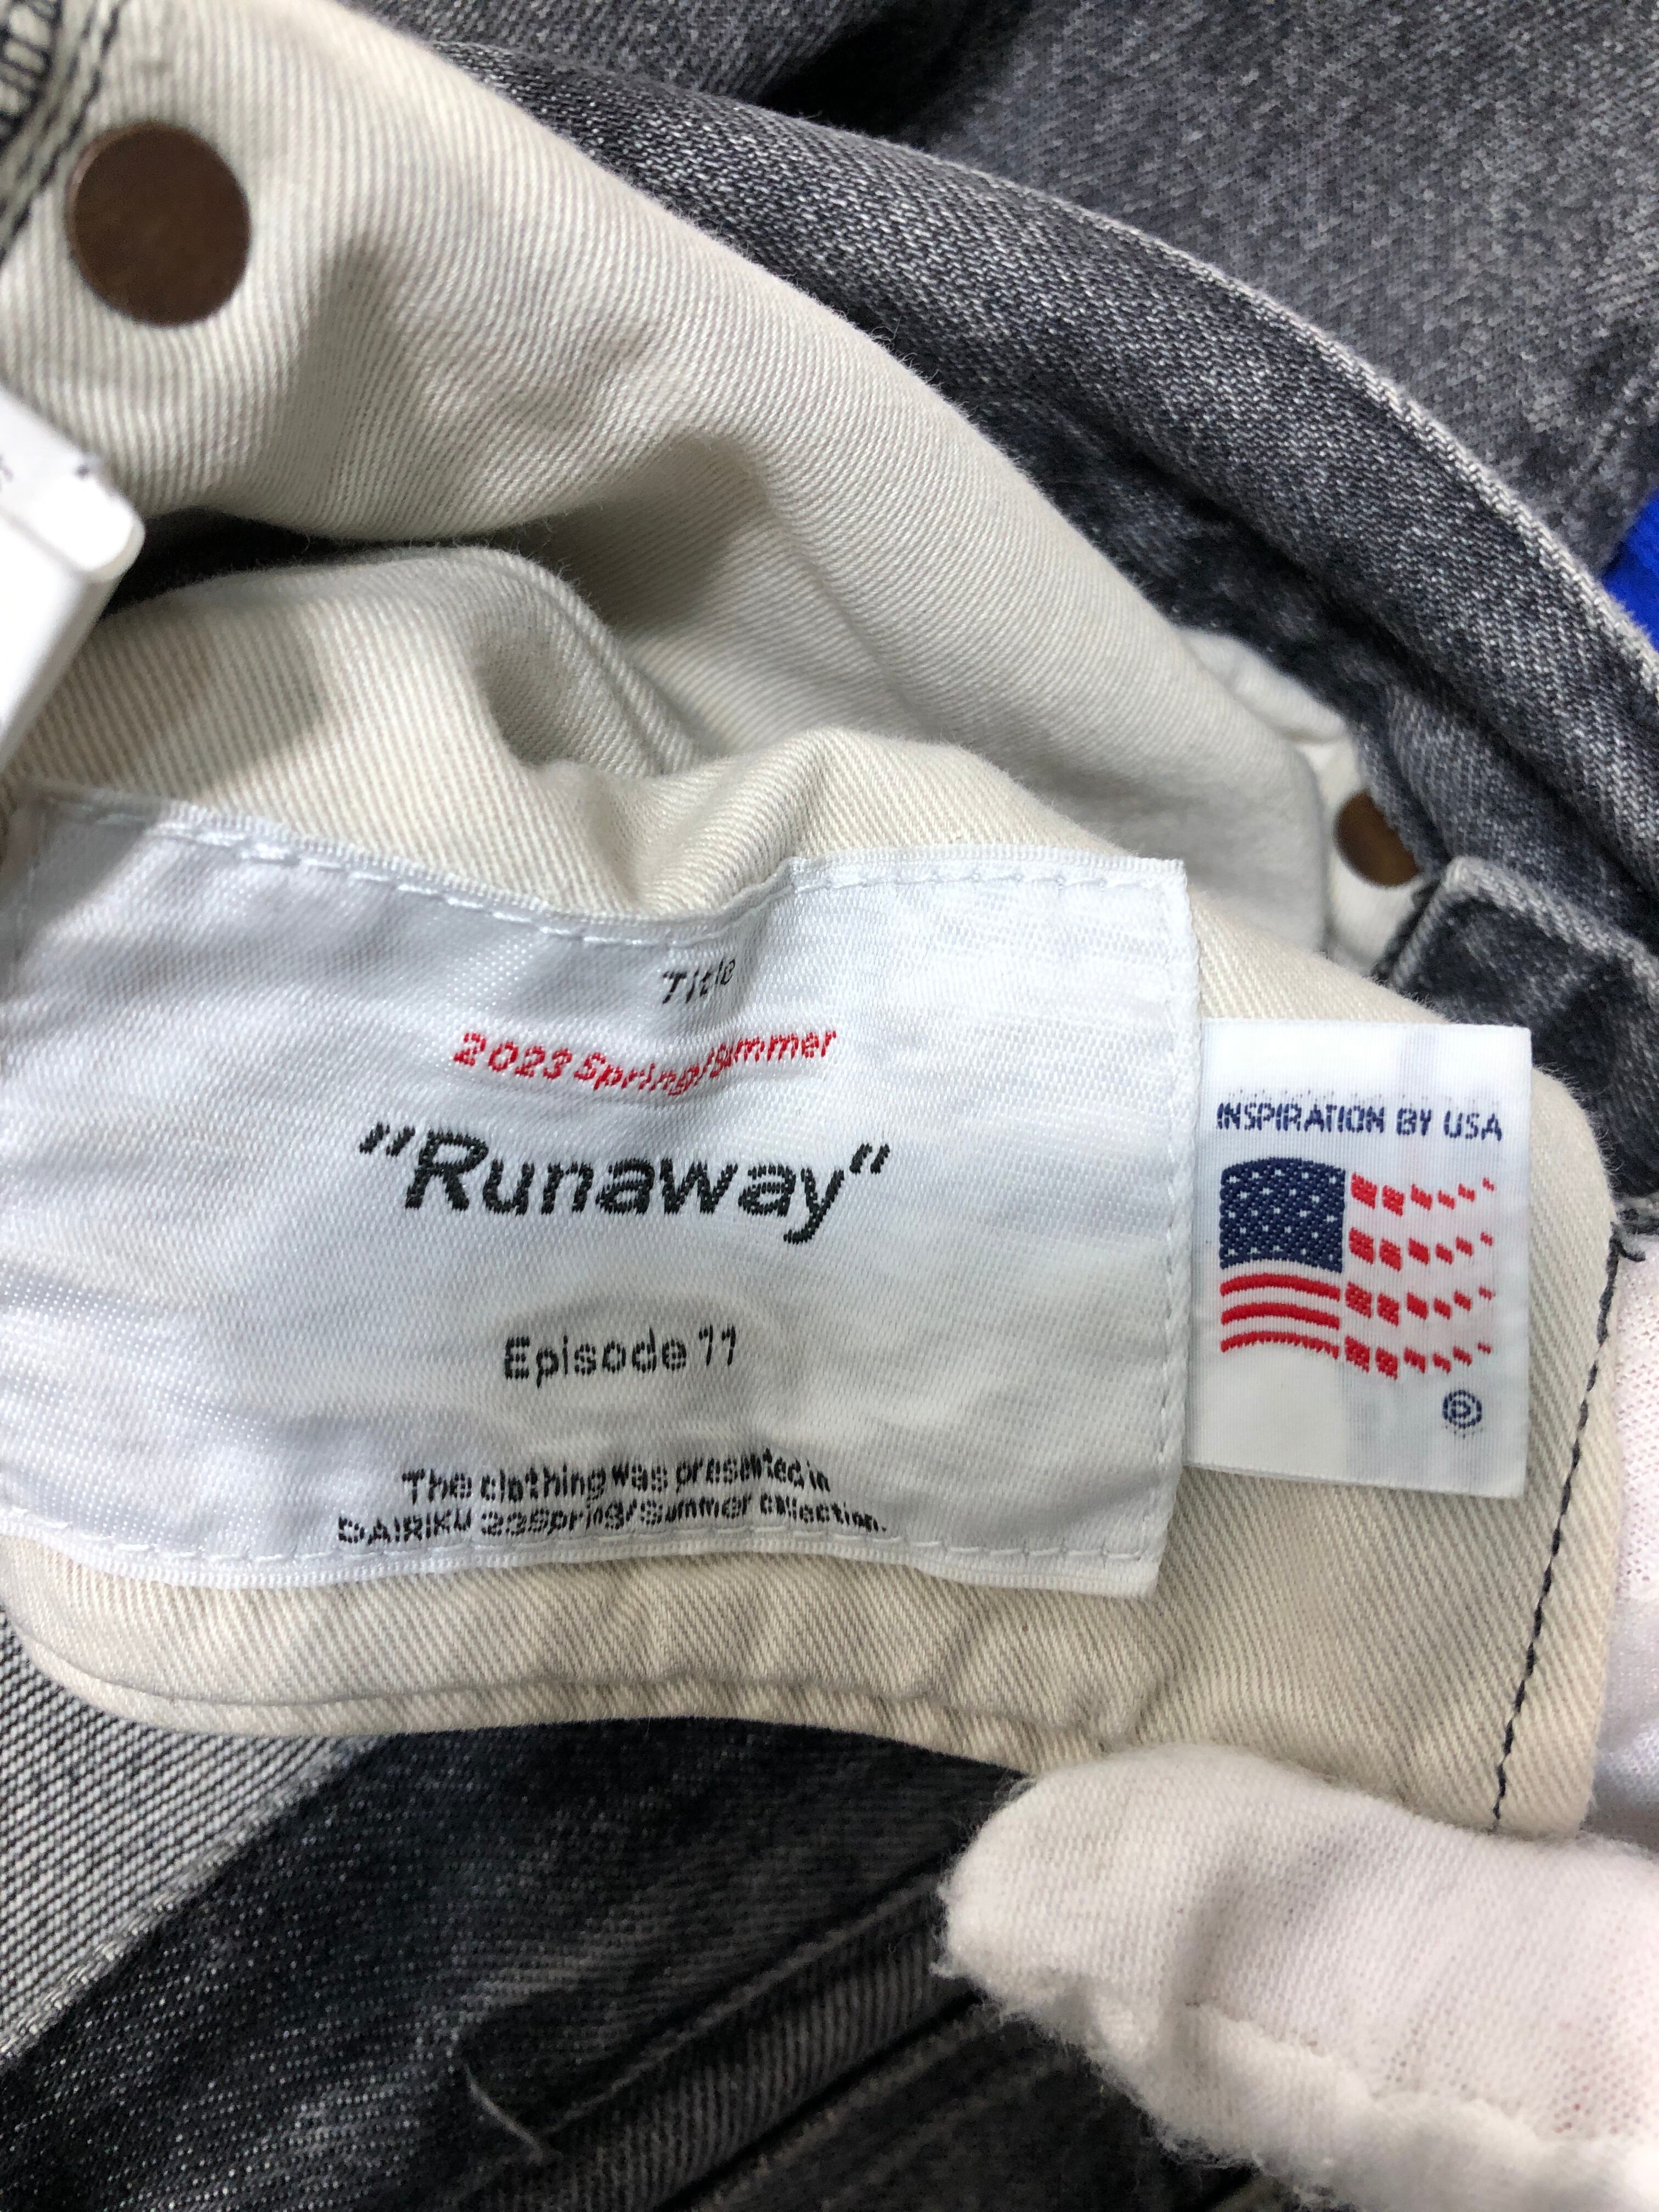 Title
2023 Spring/Summer
"Runaway"
Episode 11
The clothing was presented in
DAIRIKU 23Spring/Summer collection.
INSPIRATION BY USA